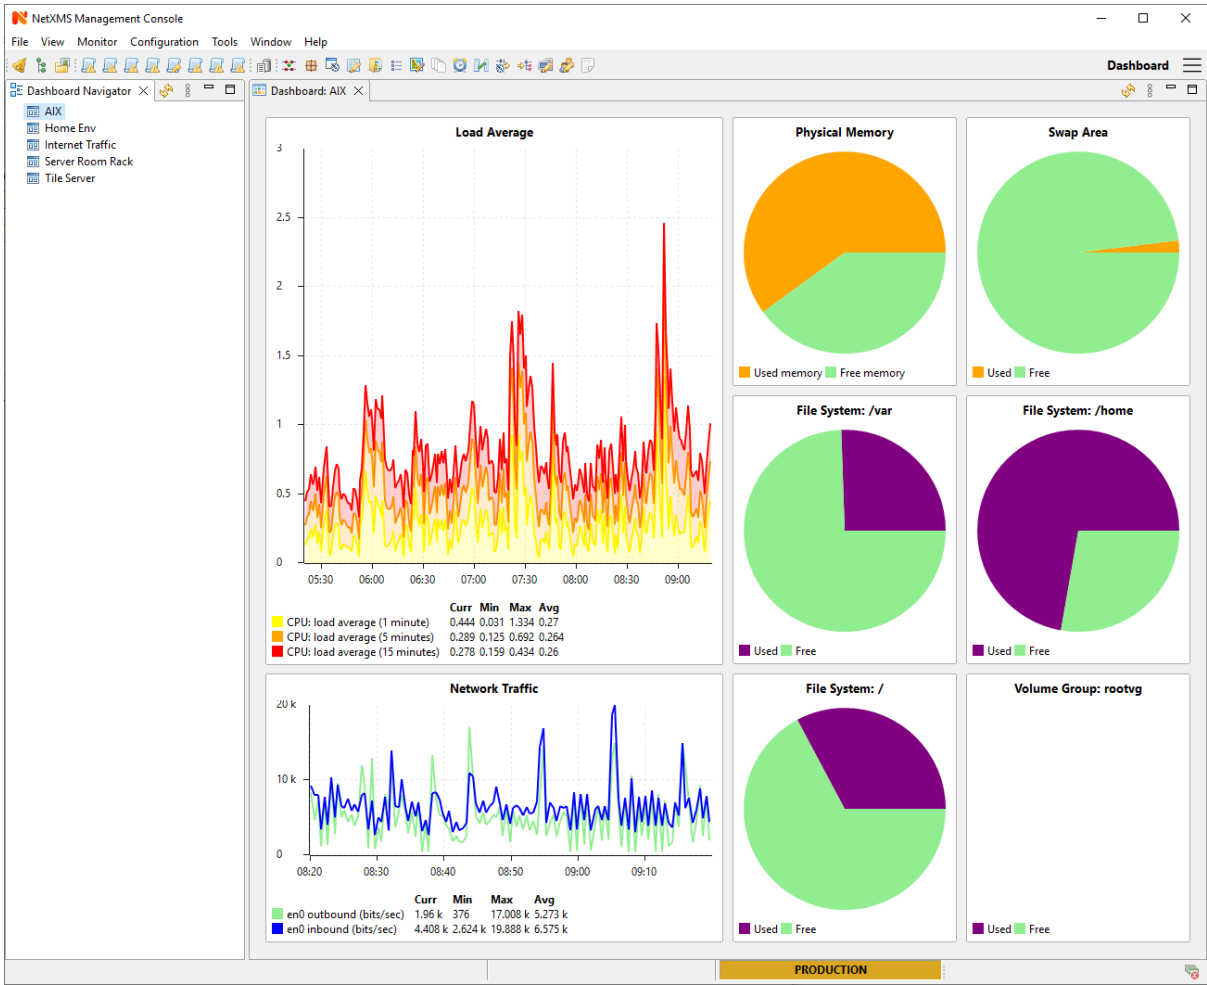 NetXMS Management Console
File View Monitor Configuration Tools Window Help
Dashboard
Dashboard Navigator
AIX
Home Env
Internet Traffic
Server Room Rack
Tile Server
Dashboard: AIX
Load Average
3
2.5
2
1.5
1
0.5
0
05:30 06:00 06:30 07:00 07:30 08:00 08:30 09:00
Curr Min Max Avg
CPU: load average (1 minute) 0.444 0.031 1.334 0.27
CPU: load average (5 minutes) 0.289 0.125 0.692 0.264
CPU: load average (15 minutes) 0.278 0.159 0.434 0.26
Physical Memory
Used memory Free memory
Swap Area
Used Free
File System: /var
Used Free
File System: /home
Used Free
Network Traffic
20 k
10 k
0
08:20 08:30 08:40 08:50 09:00 09:10
Curr Min Max Avg
en0 outbound (bits/sec) 1.96 k 376 17.008 k 5.273 k
en0 inbound (bits/sec) 4.408 k 2.624 k 19.888 k 6.575 k
File System: /
Used Free
Volume Group: rootvg
Used Free
PRODUCTION